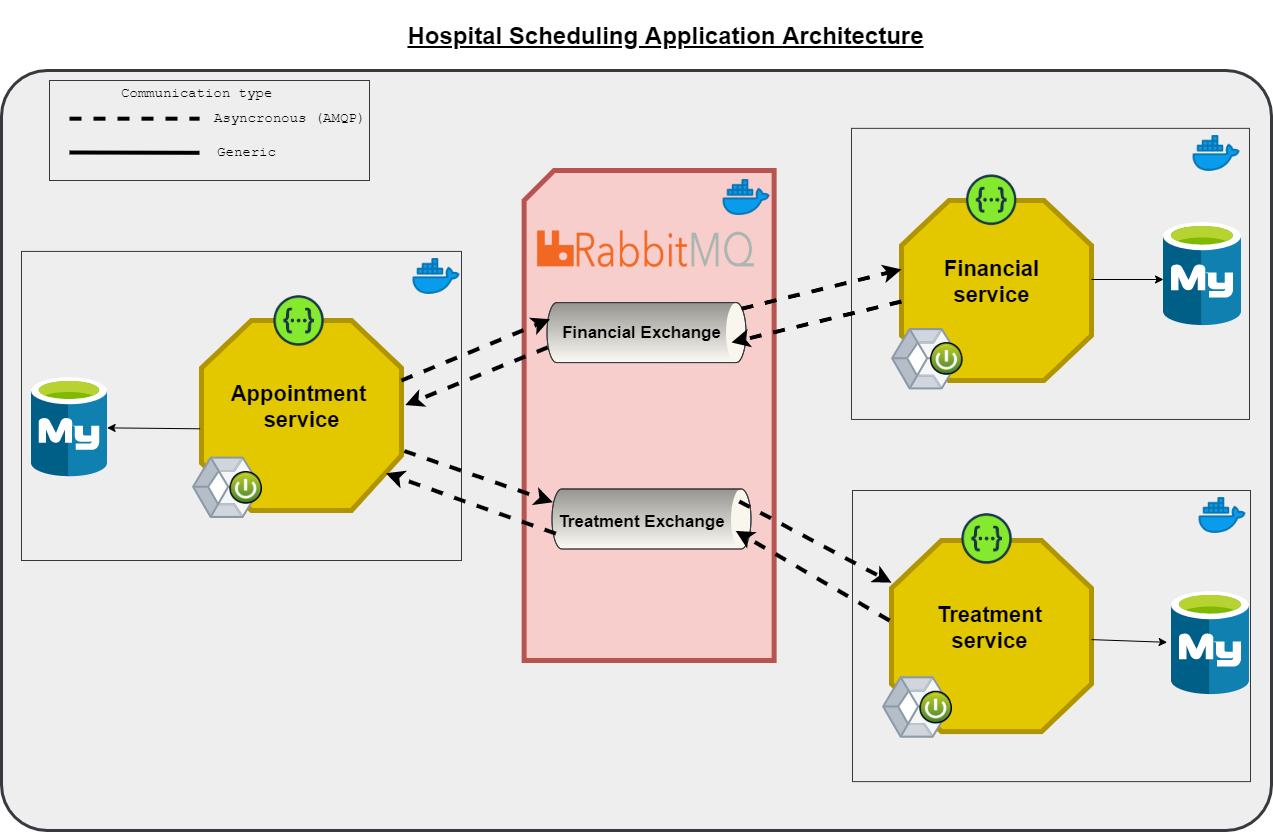 Hospital Scheduling Application Architecture
Communication type
Asyncronous (AMQP)
Generic
RabbitMQ
Financial
service
My
Financial Exchange
Appointment
service
My
Treatment Exchange
Treatment
service
My